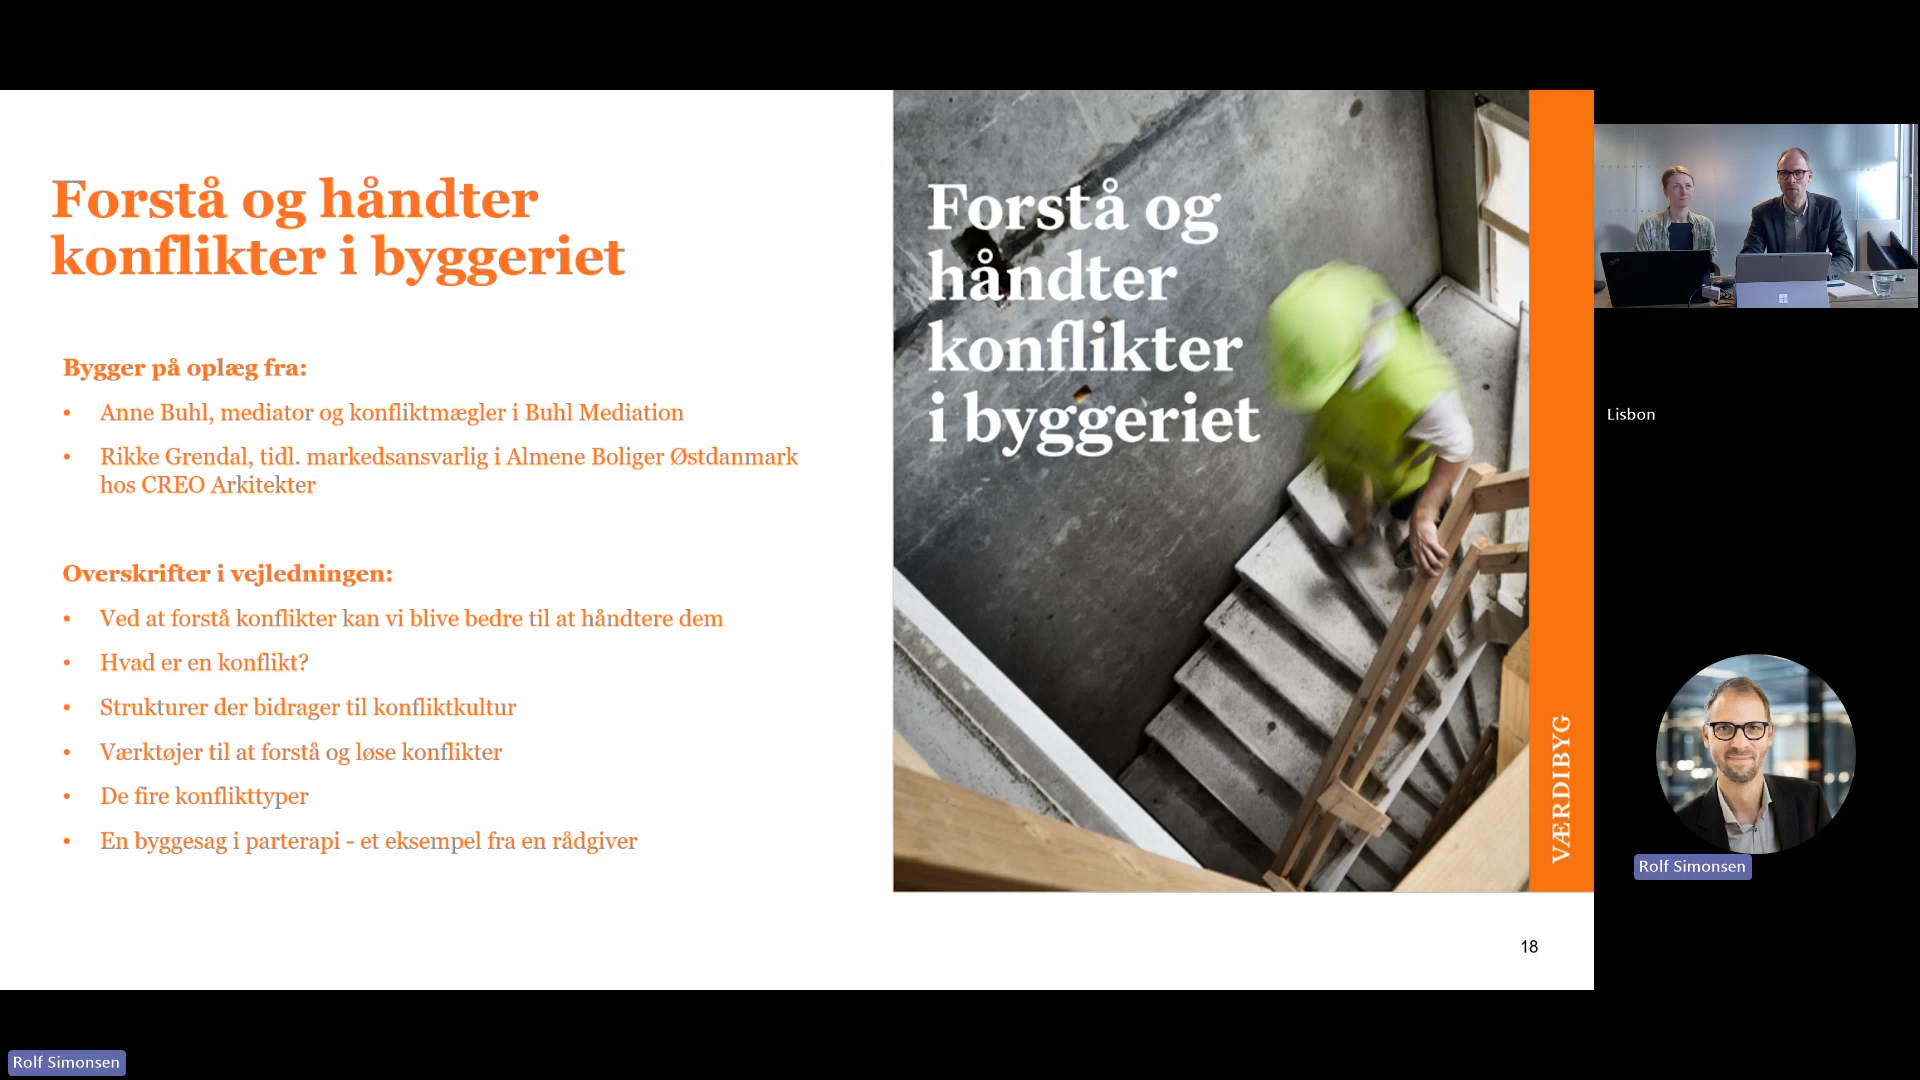 Forstå og håndter
konflikter i byggeriet
Bygger på oplæg fra:
• Anne Buhl, mediator og konfliktmægler i Buhl Mediation
• Rikke Grendal, tidl. markedsansvarlig i Almene Boliger Østdanmark
hos CREO Arkitekter
Overskrifter i vejledningen:
• Ved at forstå konflikter kan vi blive bedre til at håndtere dem
• Hvad er en konflikt?
• Strukturer der bidrager til konfliktkultur
• Værktøjer til at forstå og løse konflikter
• De fire konflikttyper
• En byggesag i parterapi - et eksempel fra en rådgiver
Forstå og
håndter
konflikter
i byggeriet
VÆRDIBYG
18
Lisbon
Rolf Simonsen
Rolf Simonsen